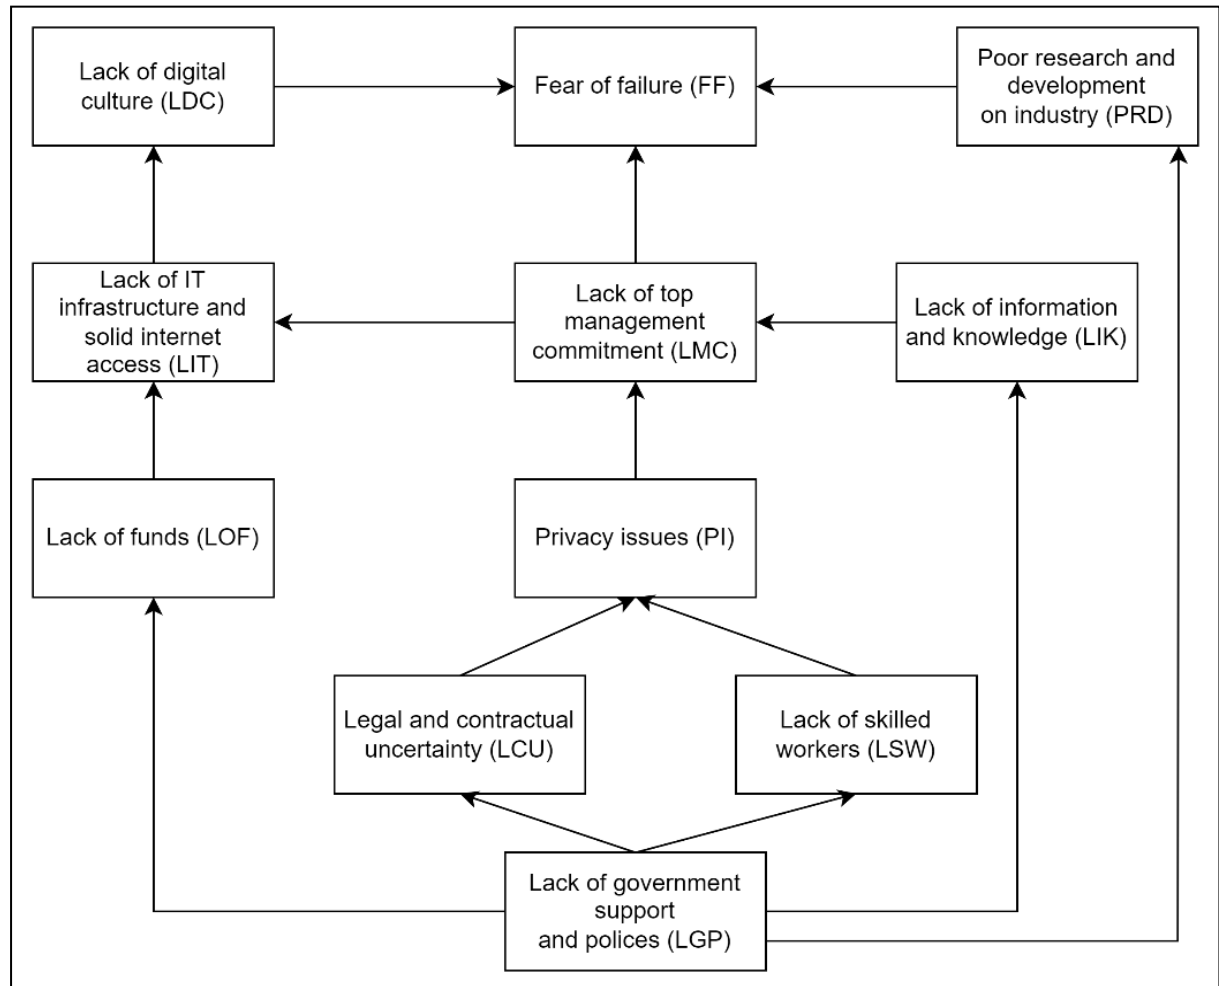 Lack of digital
culture (LDC)
Fear of failure (FF)
Poor research and
development
on industry (PRD)
Lack of IT
infrastructure and
solid internet
access (LIT)
Lack of top
management
commitment (LMC)
Lack of information
and knowledge (LIK)
Lack of funds (LOF)
Privacy issues (PI)
Legal and contractual
uncertainty (LCU)
Lack of skilled
workers (LSW)
Lack of government
support
and polices (LGP)